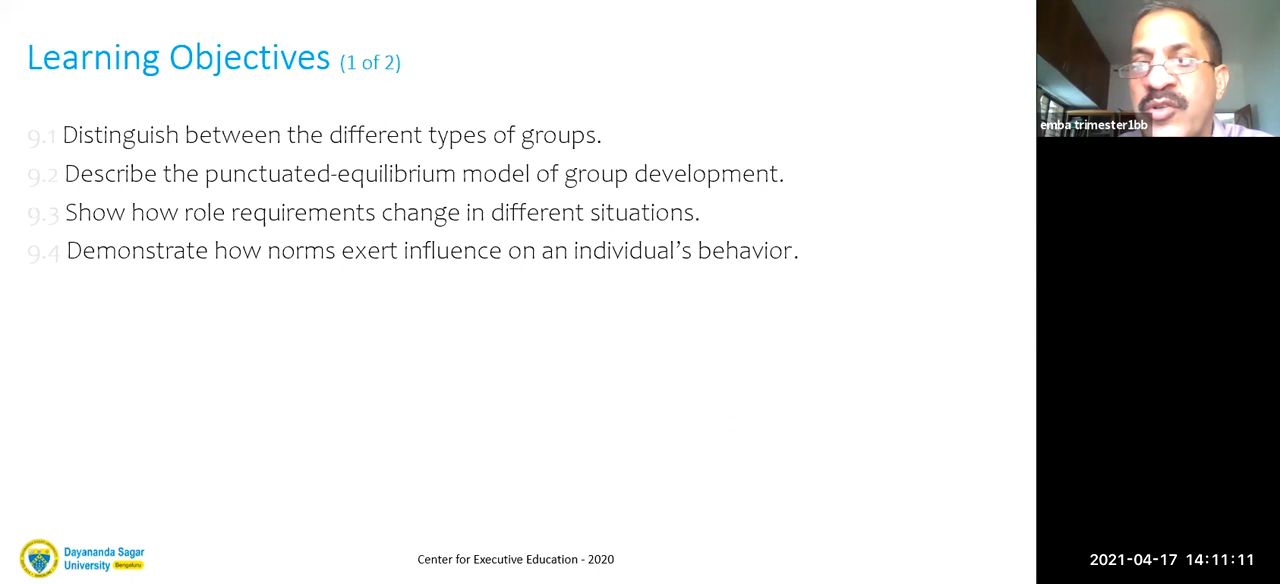 Learning Objectives (1 of 2)
9.1 Distinguish between the different types of groups.
9.2 Describe the punctuated-equilibrium model of group development.
9.3 Show how role requirements change in different situations.
9.4 Demonstrate how norms exert influence on an individual's behavior.
emba trimester1bb
Dayananda Sagar
University Bengaluru
Center for Executive Education - 2020
2021-04-17 14:11:11